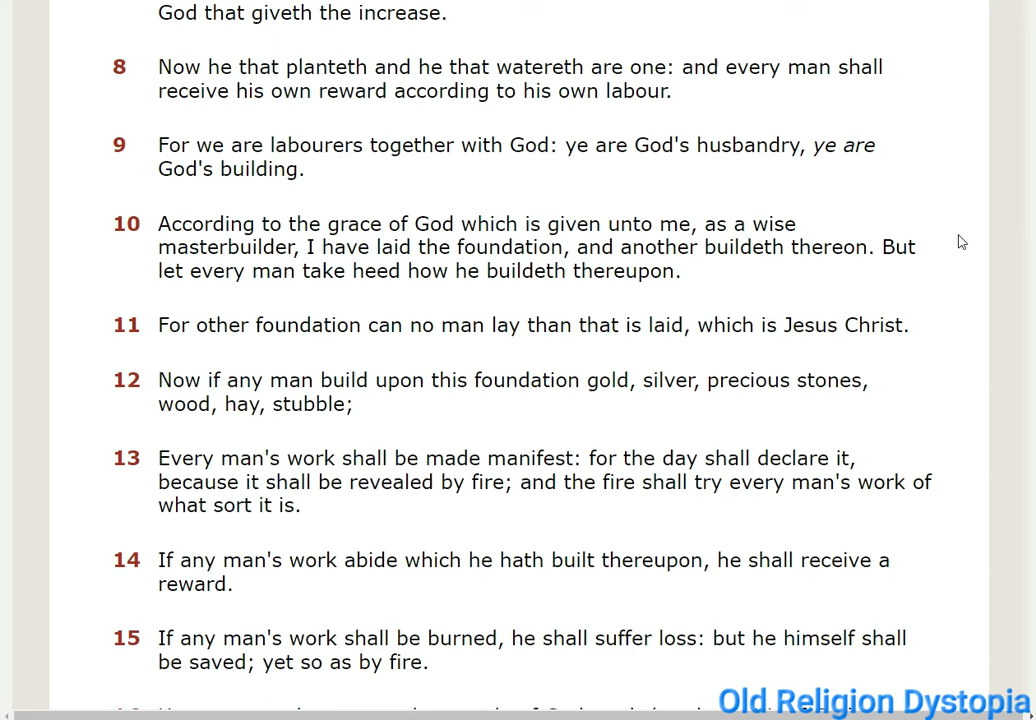 God that giveth the increase.
8 Now he that planteth and he that watereth are one: and every man shall
receive his own reward according to his own labour.
9 For we are labourers together with God: ye are God's husbandry, ye are
God's building.
10 According to the grace of God which is given unto me, as a wise
masterbuilder, I have laid the foundation, and another buildeth thereon. But
let every man take heed how he buildeth thereupon.
11 For other foundation can no man lay than that is laid, which is Jesus Christ.
12 Now if any man build upon this foundation gold, silver, precious stones,
wood, hay, stubble;
13 Every man's work shall be made manifest: for the day shall declare it,
because it shall be revealed by fire; and the fire shall try every man's work of
what sort it is.
14 If any man's work abide which he hath built thereupon, he shall receive a
reward.
15 If any man's work shall be burned, he shall suffer loss: but he himself shall
be saved; yet so as by fire.
Old Religion Dystopia